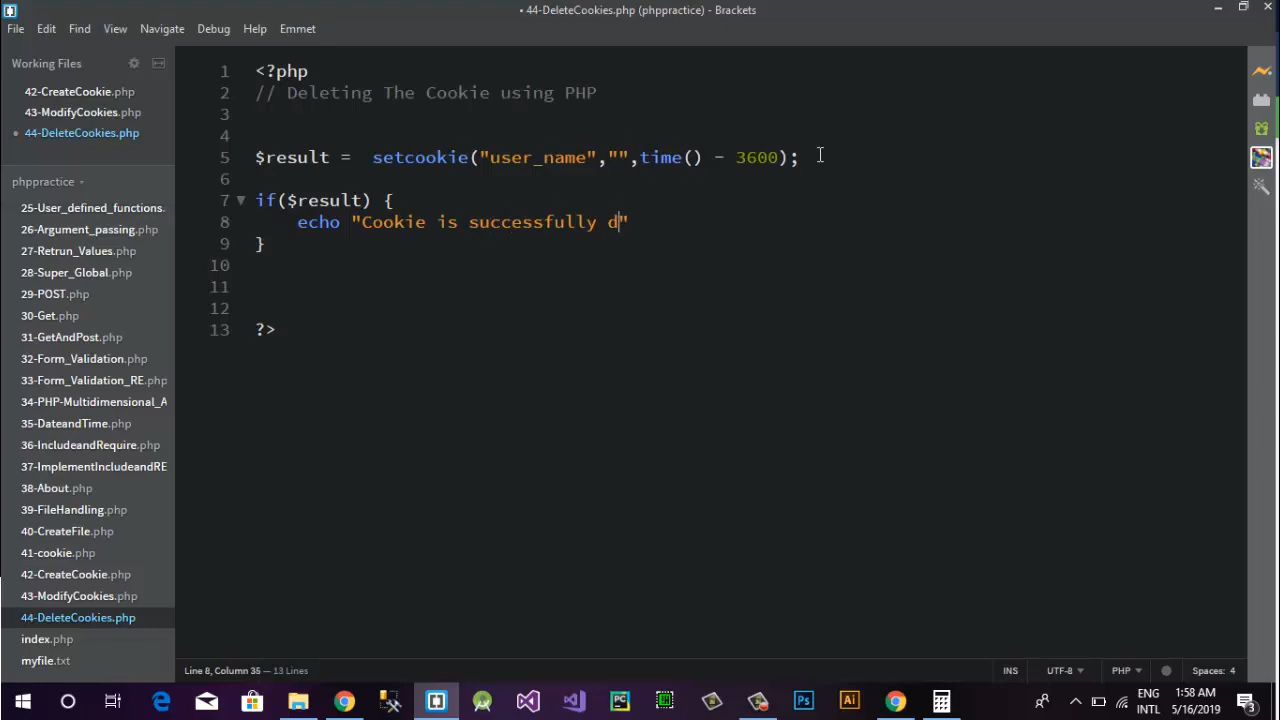 • 44-DeleteCookies.php (phppractice) - Brackets
File Edit Find View Navigate Debug Help Emmet
Working Files
42-CreateCookie.php
43-ModifyCookies.php
44-DeleteCookies.php
phppractice
25-User_defined_functions.
26-Argument_passing.php
27-Retrun_Values.php
28-Super_Global.php
29-POST.php
30-Get.php
31-GetAndPost.php
32-Form_Validation.php
33-Form_Validation_RE.php
34-PHP-Multidimensional_A
35-DateandTime.php
36-IncludeandRequire.php
37-ImplementIncludeandRE
38-About.php
39-FileHandling.php
40-CreateFile.php
41-cookie.php
42-CreateCookie.php
43-ModifyCookies.php
44-DeleteCookies.php
index.php
myfile.txt
1 <?php
2 // Deleting The Cookie using PHP
3
4
5 $result =  setcookie("user_name","",time() - 3600);
6
7 if($result) {
8     echo "Cookie is successfully d"
9 }
10
11
12
13 ?>
Line 8, Column 35 — 13 Lines
INS UTF-8 PHP Spaces: 4
ENG
INTL
1:58 AM
5/16/2019
3